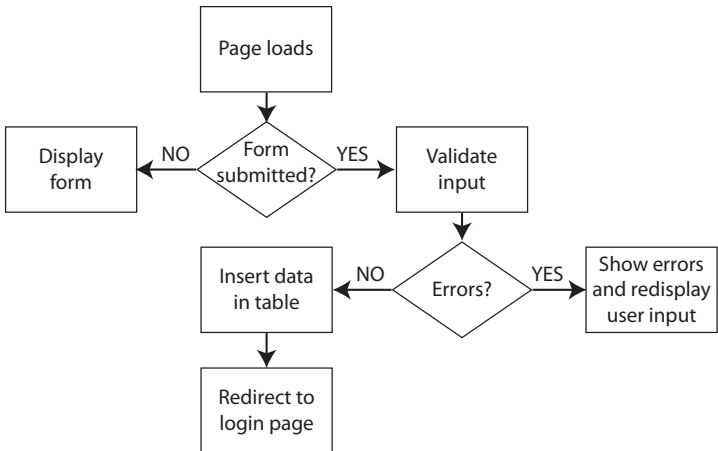 Page loads
Display
form
NO
Form
submitted?
YES
Validate
input
Insert data
in table
NO
Errors?
YES
Show errors
and redisplay
user input
Redirect to
login page